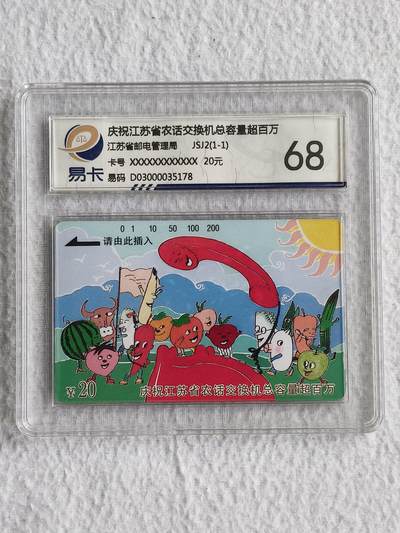 庆祝江苏省农话交换机总容量超百万
江苏省邮电管理局 JSJ2(1-1)
卡号 XXXXXXXXXXXXX 20元
易码 D03000035178
68
易卡
0 1 10 50 100 200
请由此插入
¥20
庆祝江苏省农话交换机总容量超百万